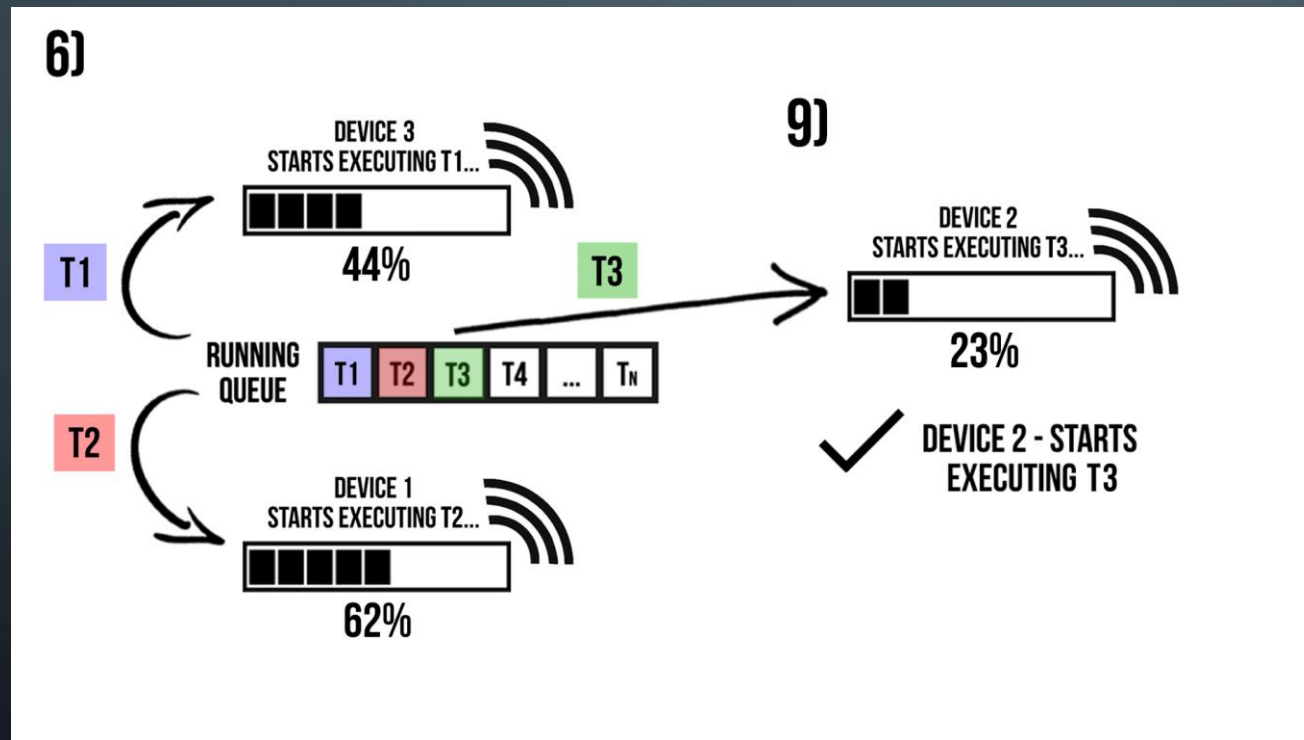 6)
DEVICE 3
STARTS EXECUTING T1...
44%
T1
T3
RUNNING
QUEUE
T1 T2 T3 T4 ... TN
T2
DEVICE 1
STARTS EXECUTING T2...
62%
9)
DEVICE 2
STARTS EXECUTING T3...
23%
DEVICE 2 - STARTS
EXECUTING T3